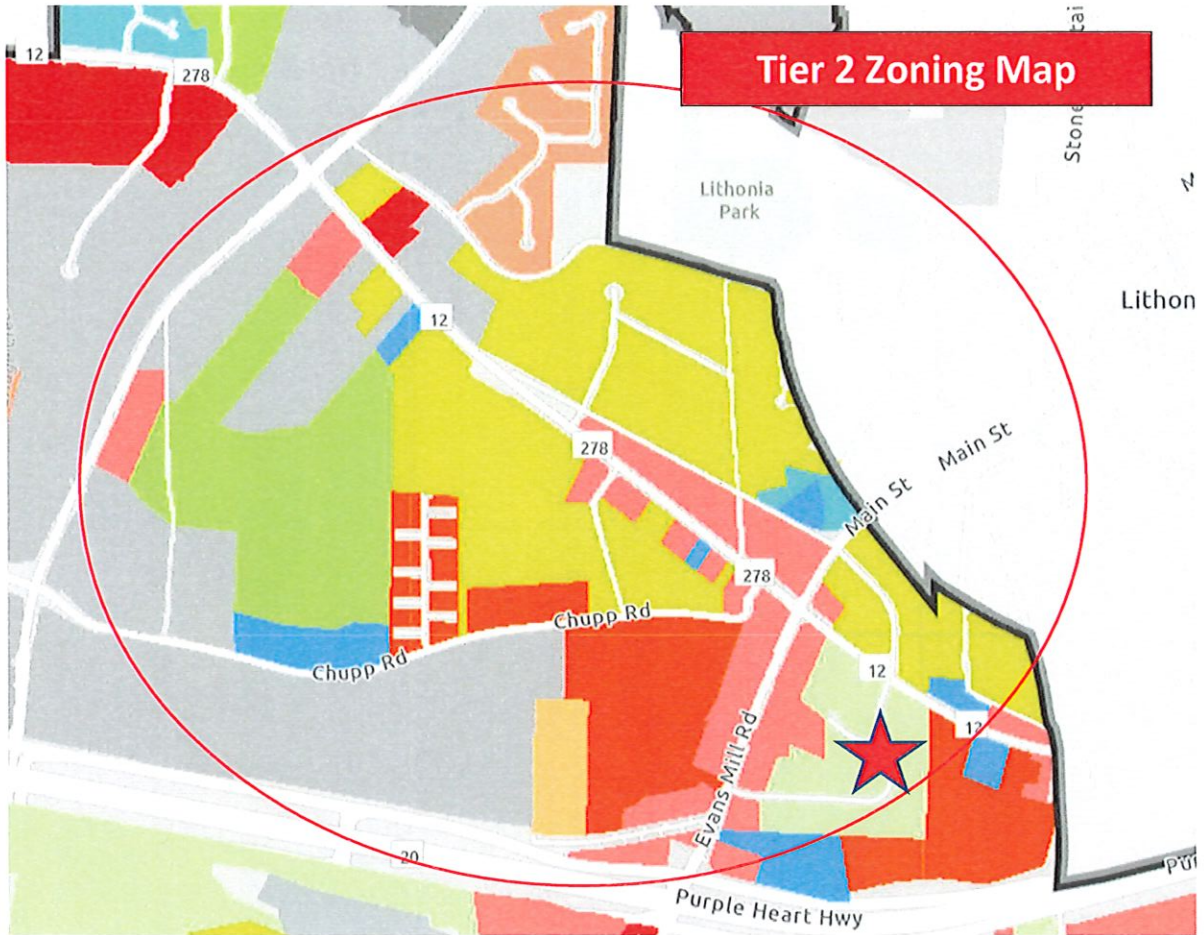 Tier 2 Zoning Map
12
278
Lithonia
Park
Lithon
12
278
Main St
Main St
278
Chupp Rd
Chupp Rd
12
12
Evans Mill Rd
20
Purple Heart Hwy